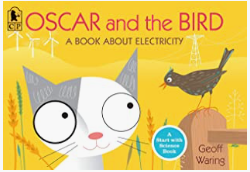 OSCAR and the BIRD
A BOOK ABOUT ELECTRICITY
A
Start with
Science
Book
Geoff
Waring